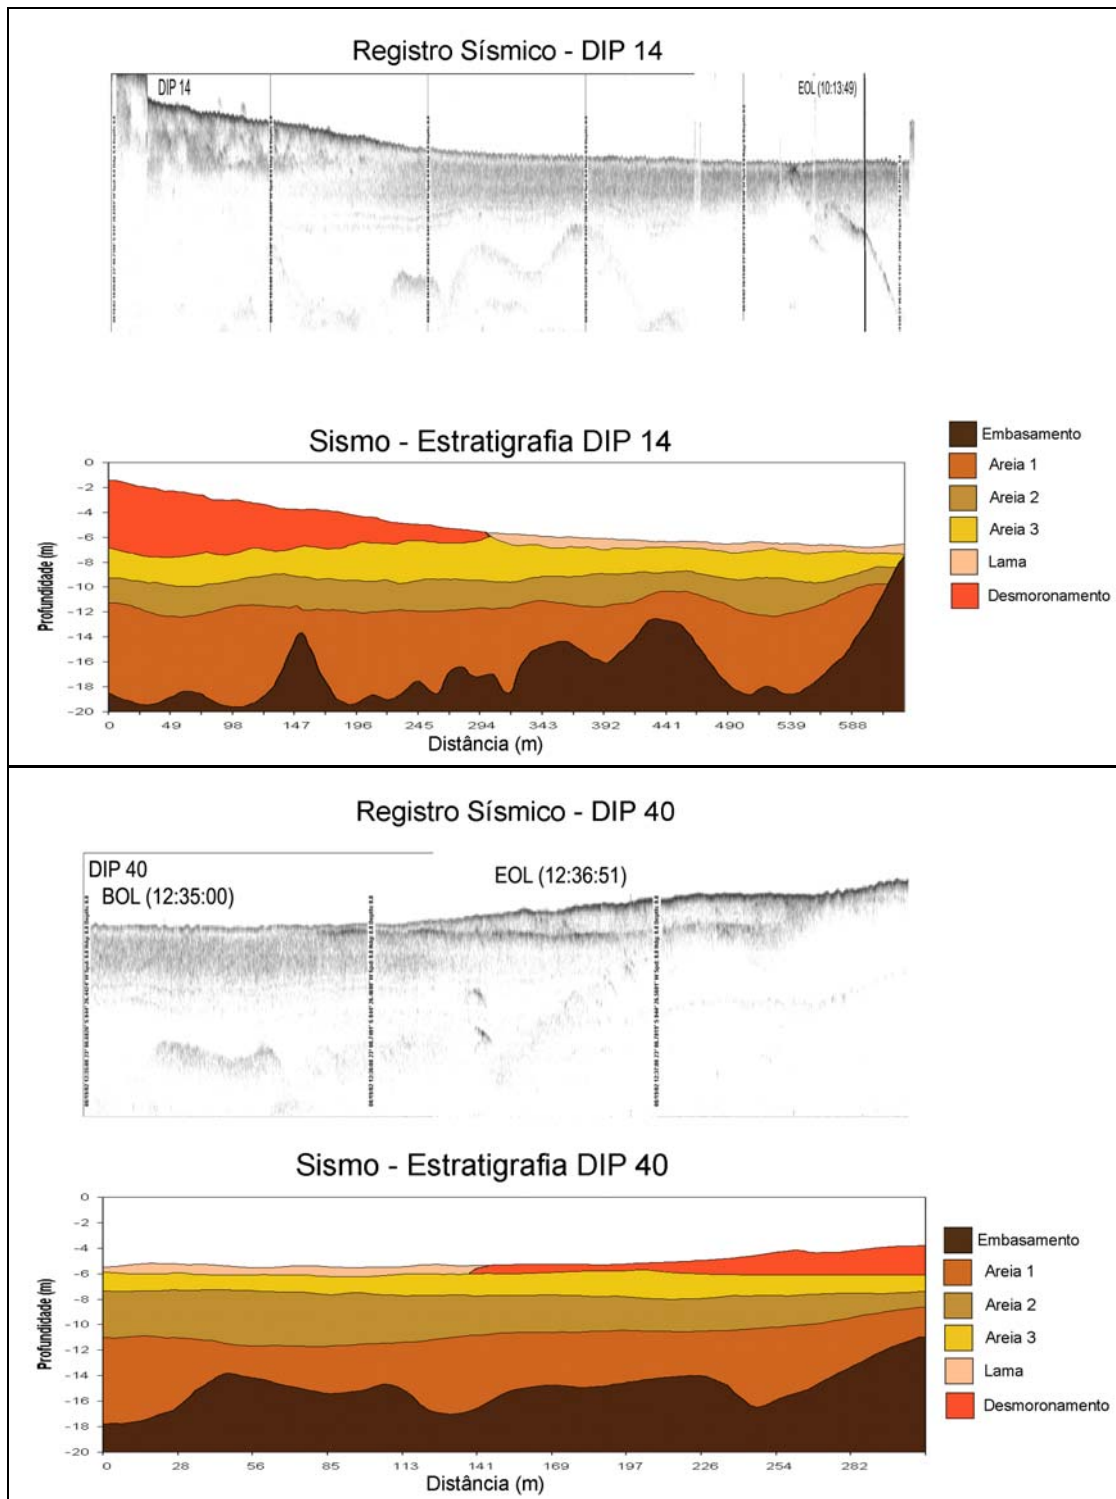 Registro Sísmico - DIP 14
DIP 14
EOL (10:13:49)
Sismo - Estratigrafia DIP 14
Profundidade (m)
0
-2
-4
-6
-8
-10
-12
-14
-16
-18
-20
0 49 98 147 196 245 294 343 392 441 490 539 588
Distância (m)
Embasamento
Areia 1
Areia 2
Areia 3
Lama
Desmoronamento
Registro Sísmico - DIP 40
DIP 40
BOL (12:35:00)
EOL (12:36:51)
Sismo - Estratigrafia DIP 40
Profundidade (m)
0
-2
-4
-6
-8
-10
-12
-14
-16
-18
-20
0 28 56 85 113 141 169 197 226 254 282
Distância (m)
Embasamento
Areia 1
Areia 2
Areia 3
Lama
Desmoronamento